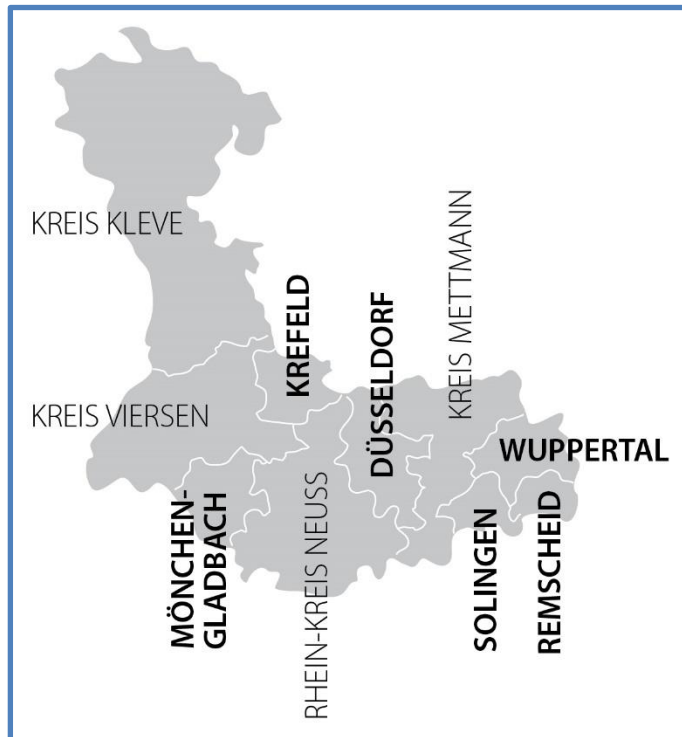 KREIS KLEVE
KREIS METTMANN
KREFELD
DÜSSELDORF
KREIS VIERSEN
WUPPERTAL
MÖNCHEN-
GLADBACH
RHEIN-KREIS NEUSS
SOLINGEN
REMSCHEID